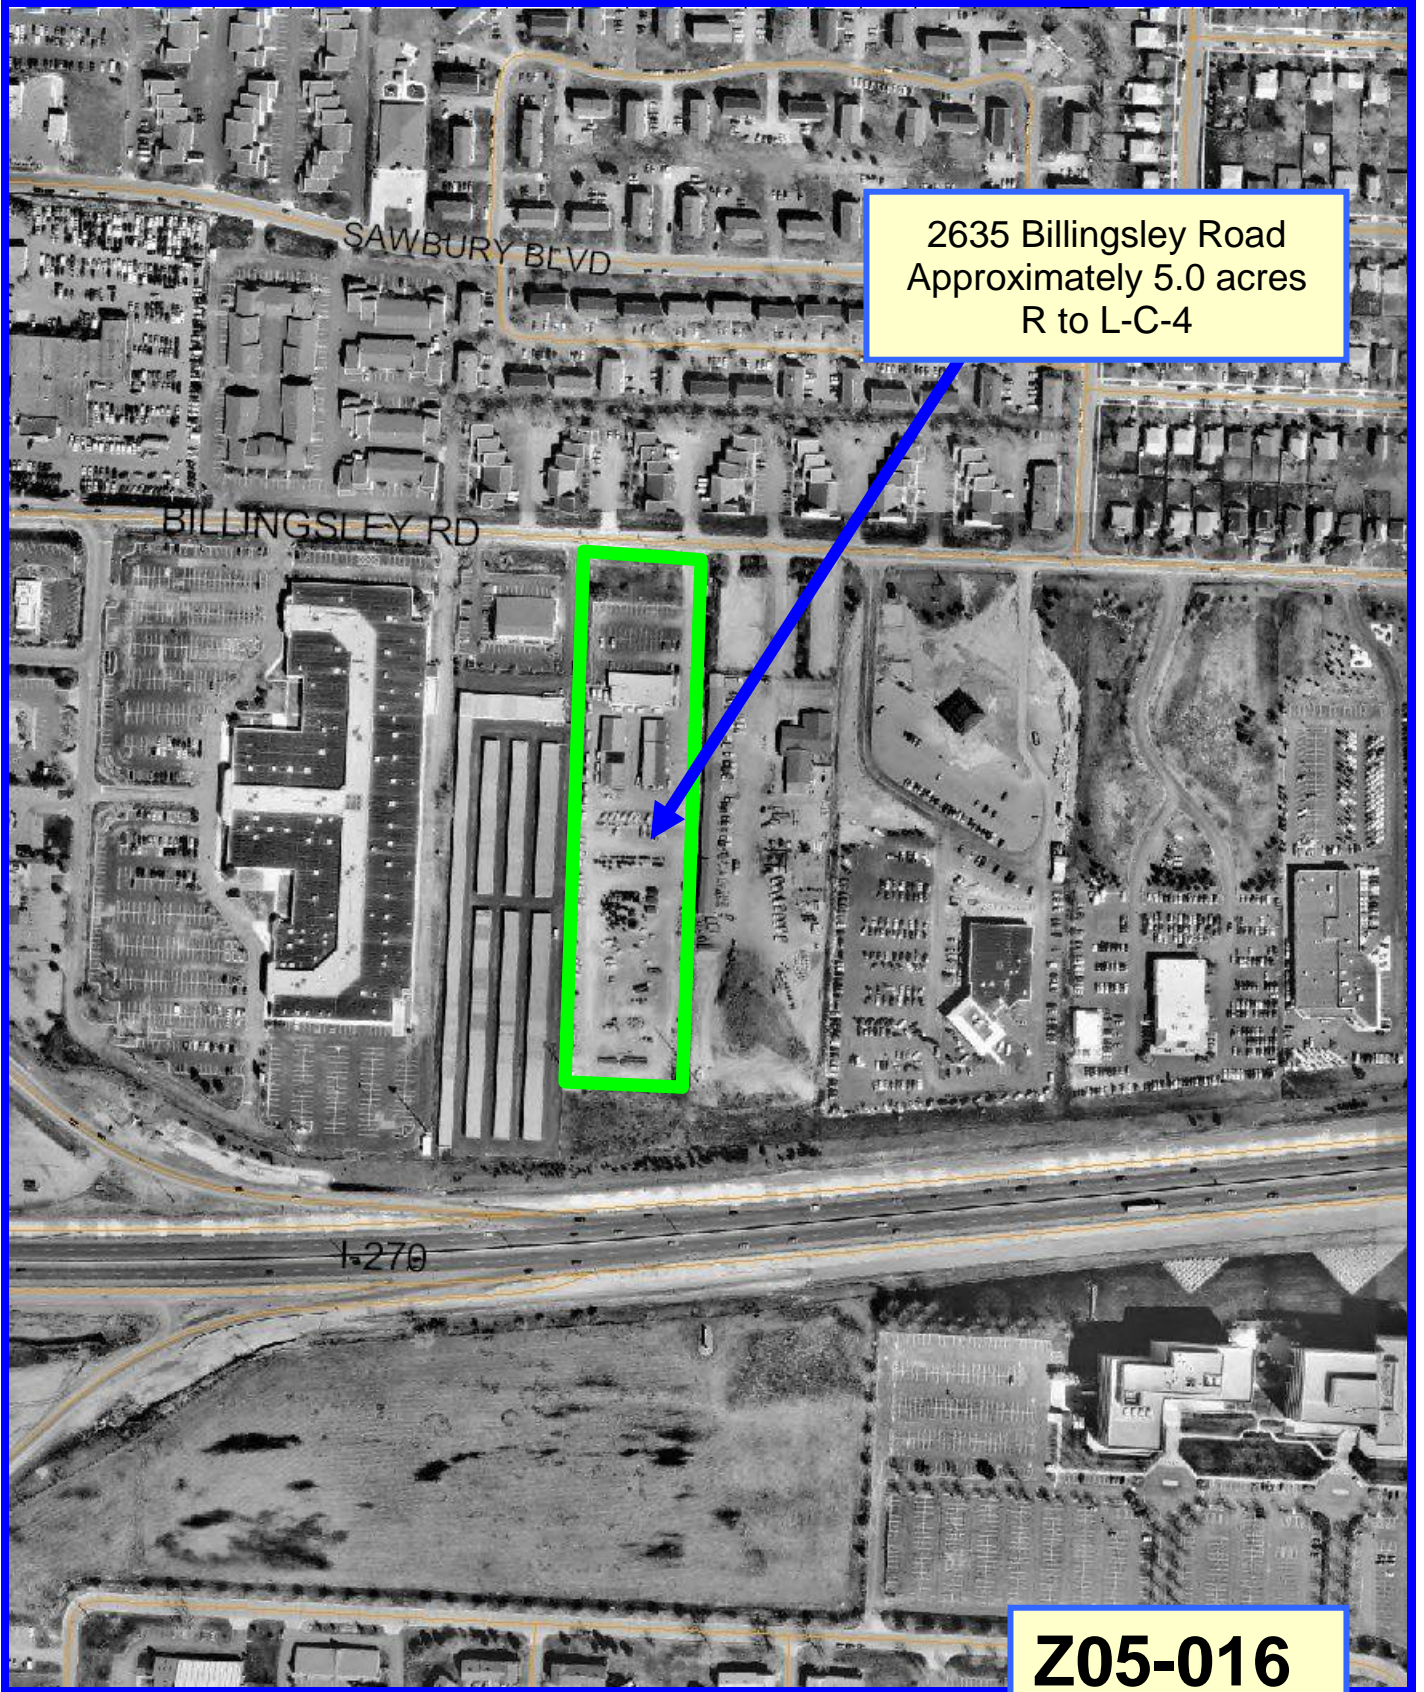 SAWBURY BLVD
2635 Billingsley Road
Approximately 5.0 acres
R to L-C-4
BILLINGSLEY RD
I-270
Z05-016